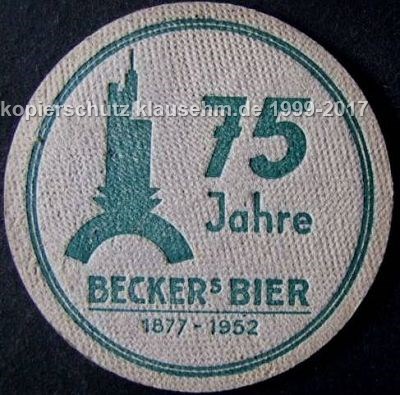 kopierschutz klausehm.de 1999-2017
75
Jahre
BECKERS BIER
1877-1952